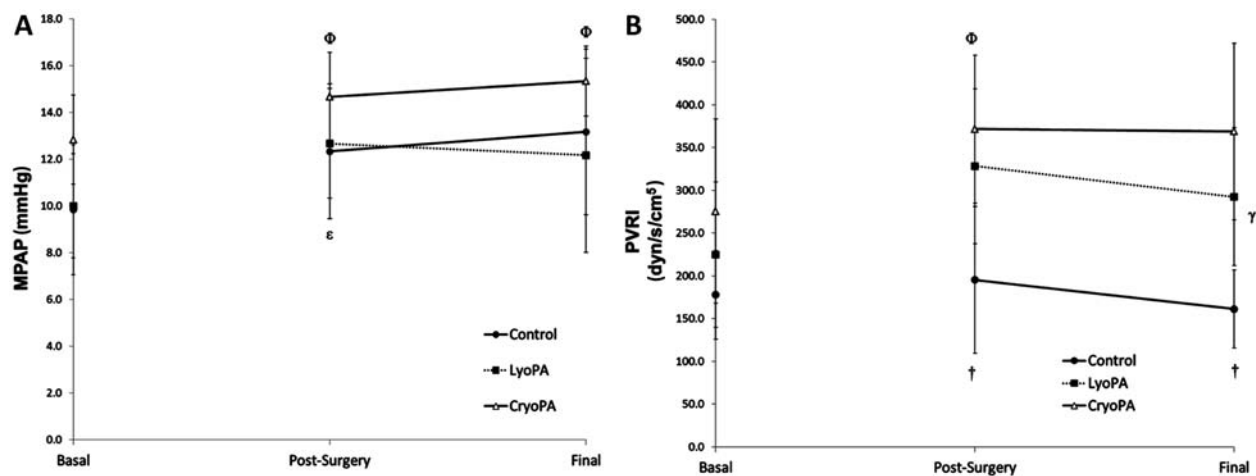 A
18.0
16.0
14.0
12.0
10.0
8.0
6.0
4.0
2.0
0.0
MPAP (mmHg)
Φ
Φ
ε
Control
LyoPA
CryoPA
Basal
Post-Surgery
Final
B
500.0
450.0
400.0
350.0
300.0
250.0
200.0
150.0
100.0
50.0
0.0
PVRI
(dyn/s/cm⁵)
Φ
γ
†
†
Control
LyoPA
CryoPA
Basal
Post-Surgery
Final